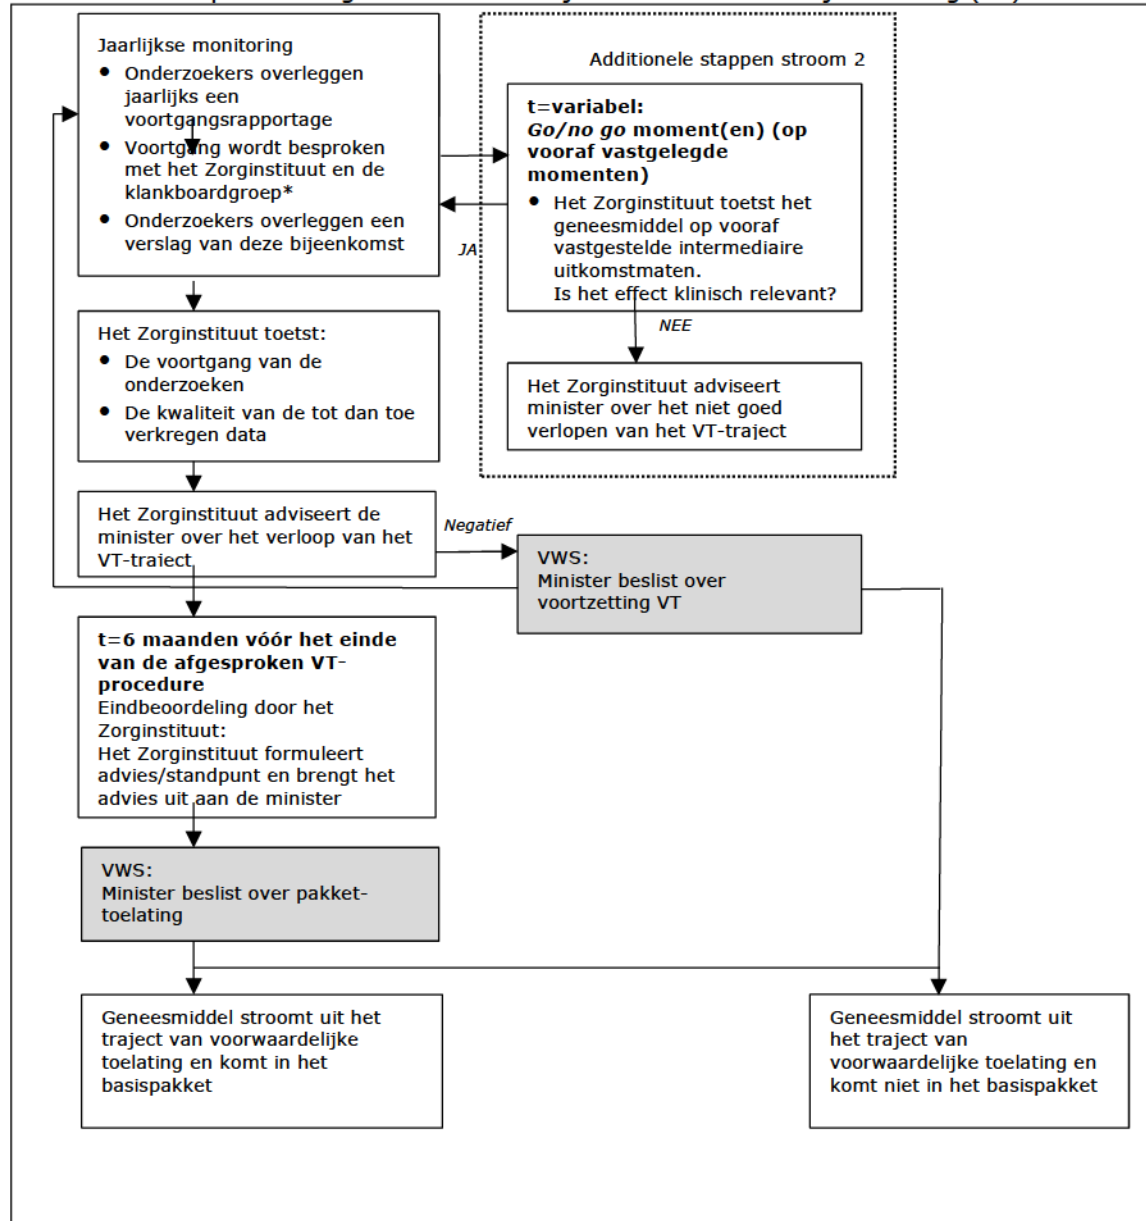 Jaarlijkse monitoring
• Onderzoekers overleggen
jaarlijks een
voortgangsrapportage
• Voortgang wordt besproken
met het Zorginstituut en de
klankboardgroep*
• Onderzoekers overleggen een
verslag van deze bijeenkomst
Additionele stappen stroom 2
t=variabel:
Go/no go moment(en) (op
vooraf vastgelegde
momenten)
• Het Zorginstituut toetst het
geneesmiddel op vooraf
vastgestelde intermediaire
uitkomstmaten.
Is het effect klinisch relevant?
JA
NEE
Het Zorginstituut adviseert
minister over het niet goed
verlopen van het VT-traject
Het Zorginstituut toetst:
• De voortgang van de
onderzoeken
• De kwaliteit van de tot dan toe
verkregen data
Het Zorginstituut adviseert de
minister over het verloop van het
VT-traject
Negatief
VWS:
Minister beslist over
voortzetting VT
t=6 maanden vóór het einde
van de afgesproken VT-
procedure
Eindbeoordeling door het
Zorginstituut:
Het Zorginstituut formuleert
advies/standpunt en brengt het
advies uit aan de minister
VWS:
Minister beslist over pakket-
toelating
Geneesmiddel stroomt uit het
traject van voorwaardelijke
toelating en komt in het
basispakket
Geneesmiddel stroomt uit
het traject van
voorwaardelijke toelating en
komt niet in het basispakket